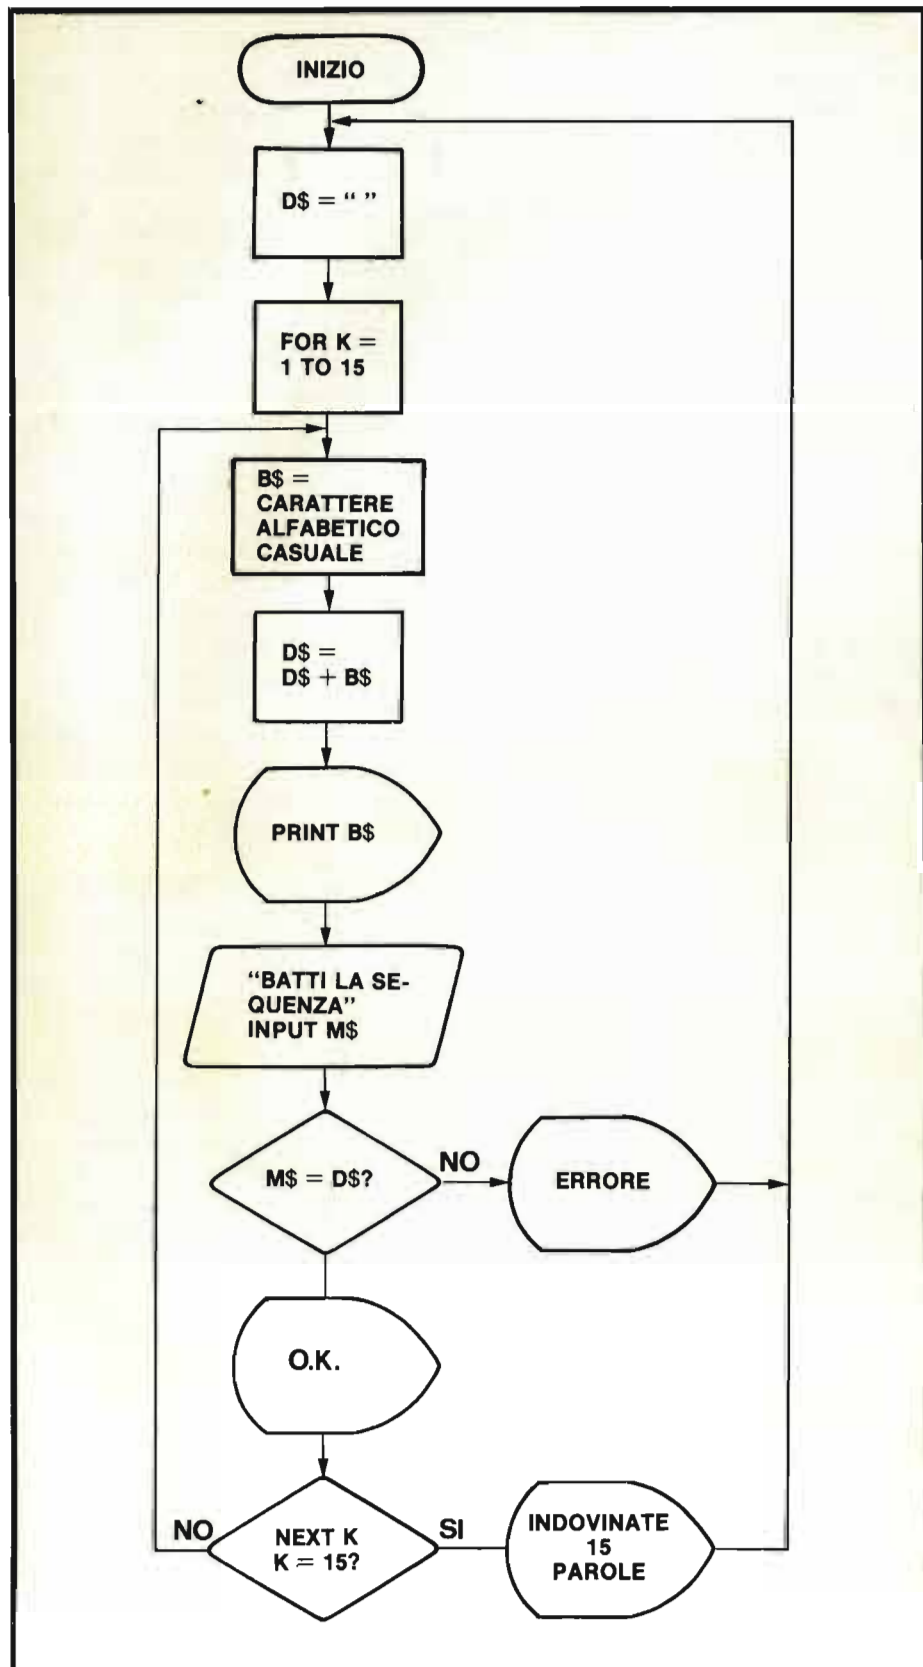 INIZIO
D$ = “ ”
FOR K =
1 TO 15
B$ =
CARATTERE
ALFABETICO
CASUALE
D$ =
D$ + B$
PRINT B$
“BATTI LA SE-
QUENZA”
INPUT M$
M$ = D$?
NO
ERRORE
O.K.
NEXT K
K = 15?
NO
SI
INDOVINATE
15
PAROLE